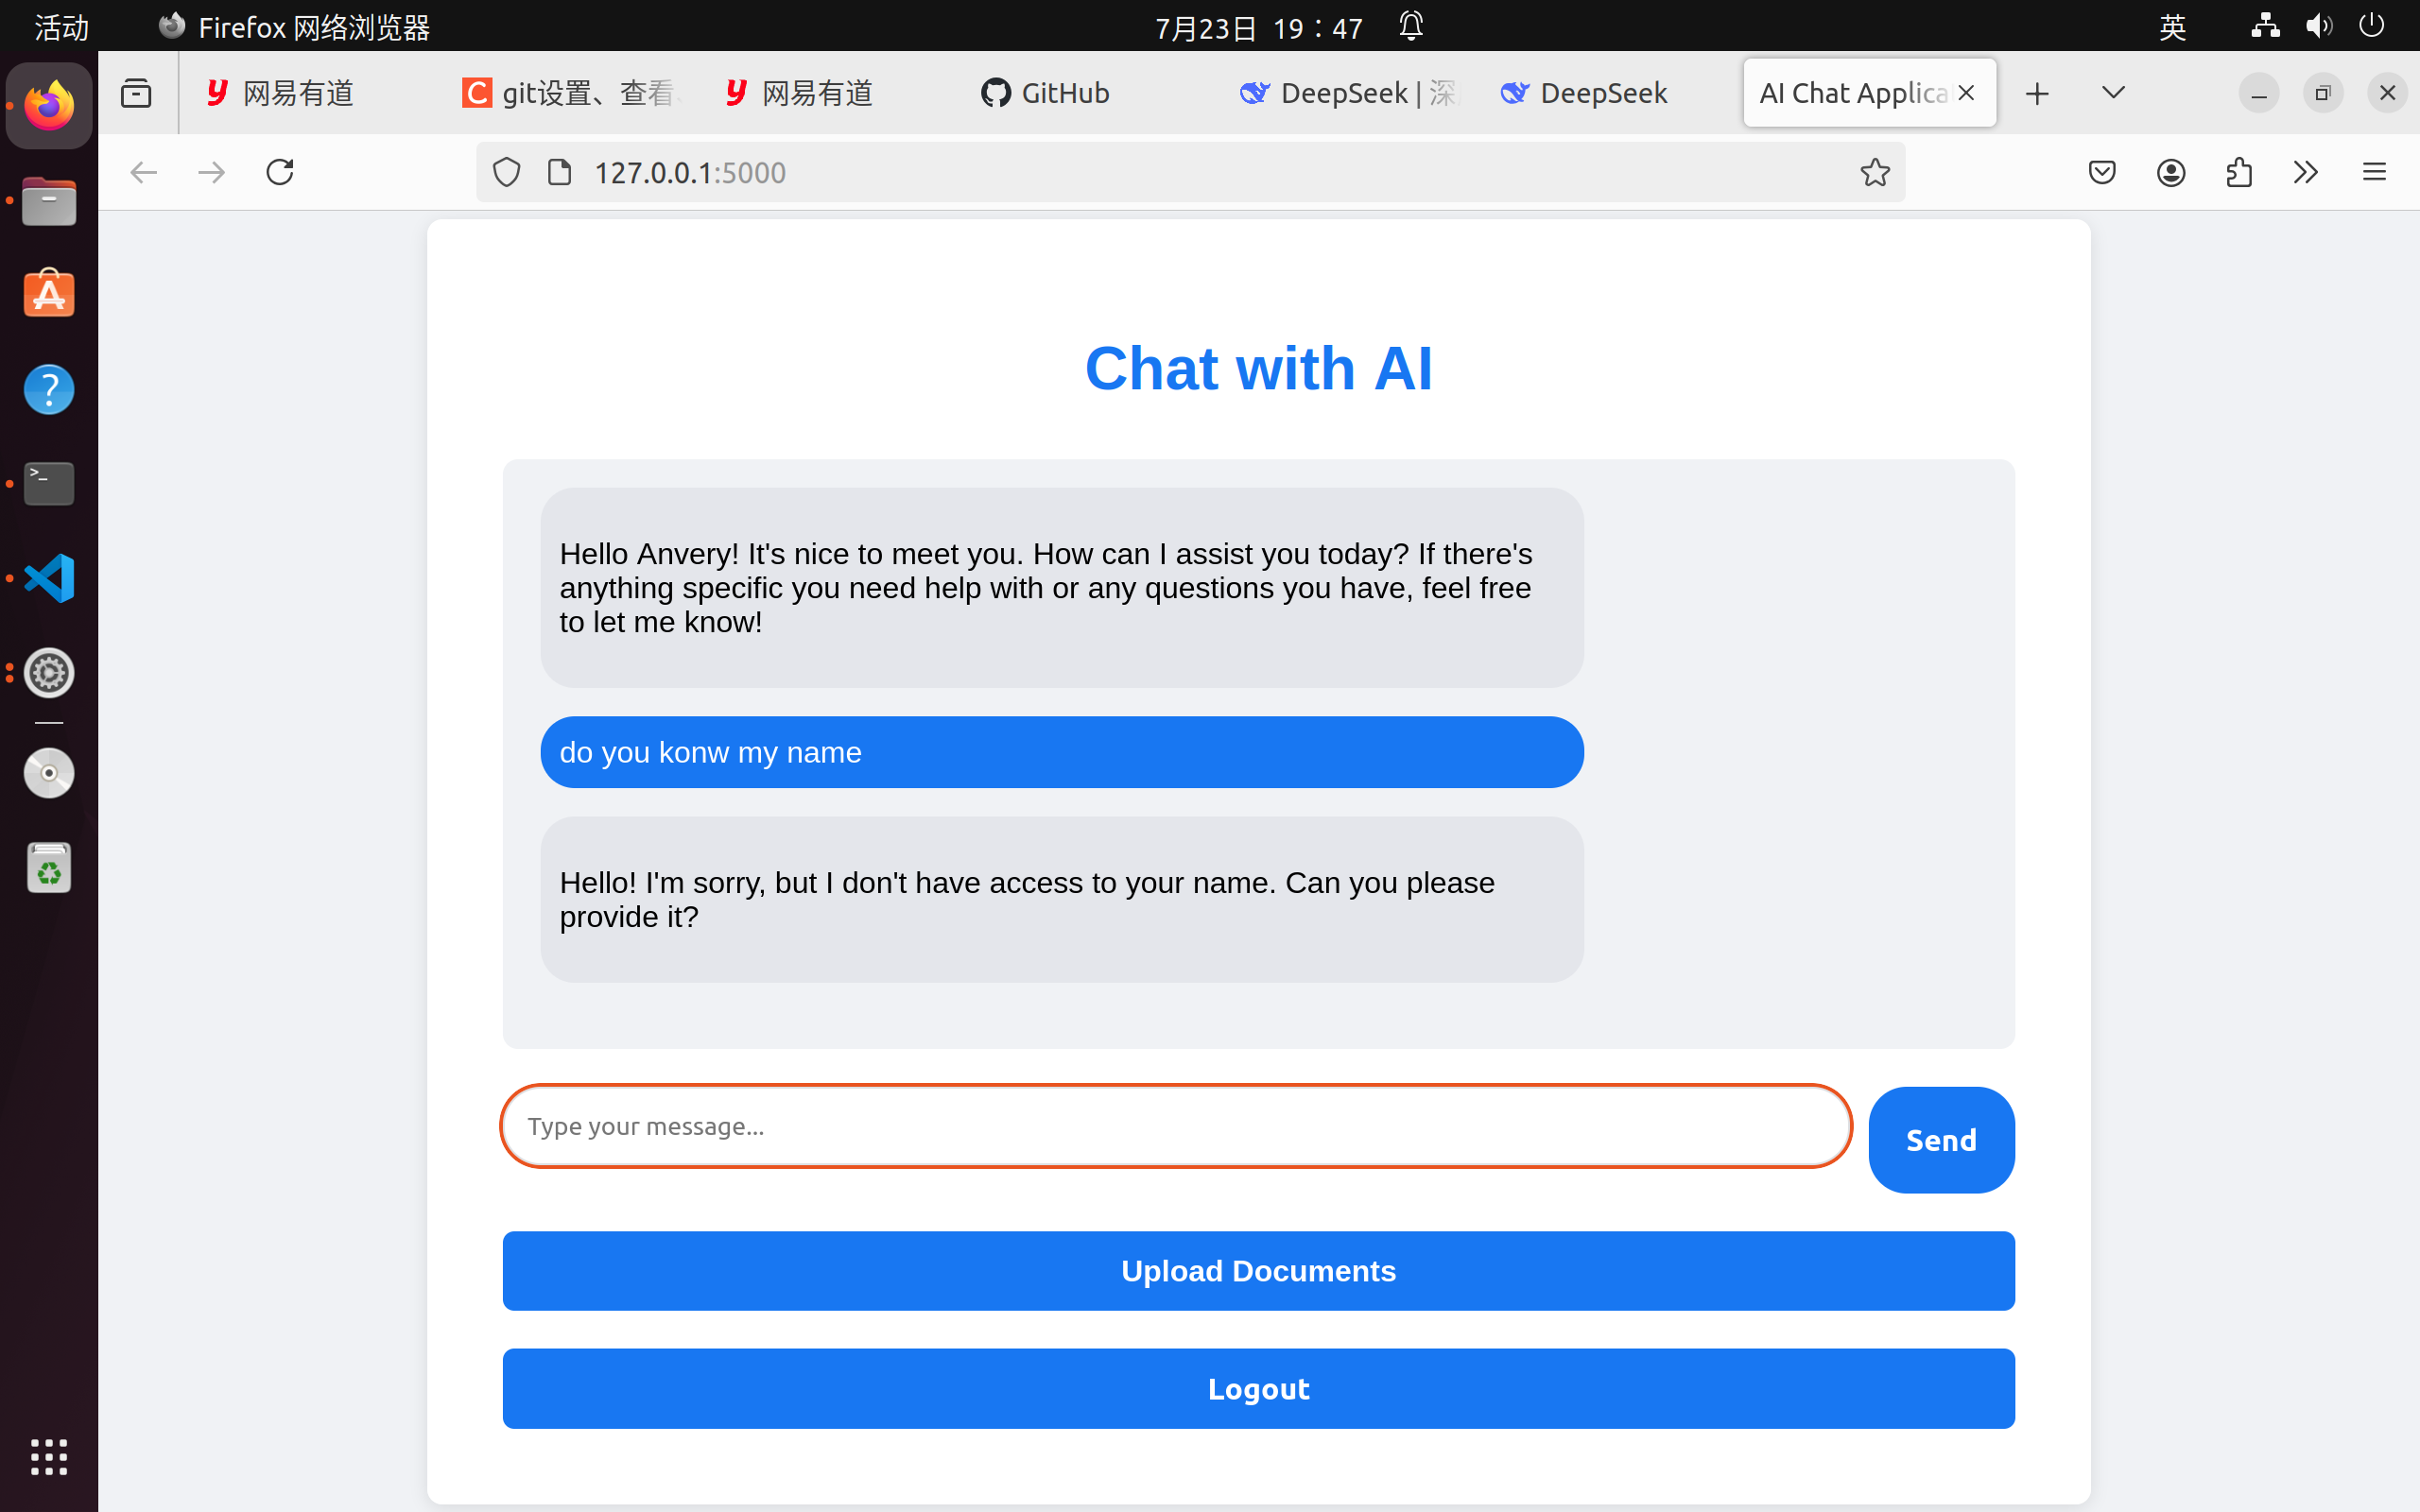 活动
Firefox 网络浏览器
7月23日 19：47
英
网易有道
git设置、查看、
网易有道
GitHub
DeepSeek | 深
DeepSeek
AI Chat Applica
127.0.0.1:5000
Chat with AI
Hello Anvery! It's nice to meet you. How can I assist you today? If there's
anything specific you need help with or any questions you have, feel free
to let me know!
do you konw my name
Hello! I'm sorry, but I don't have access to your name. Can you please
provide it?
Type your message...
Send
Upload Documents
Logout